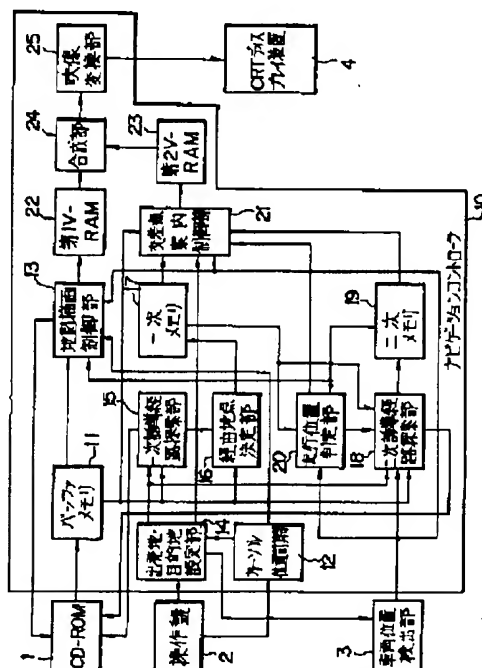 1
CD-ROM
11
バッファ
メモリ
13
地図描画
制御部
22
第1V-
RAM
24
合成部
25
映像
変換部
CRTディス
プレイ装置
4
第2V-
RAM
23
15
一次誘導経
路探索部
17
一次
メモリ
交差点
案内
制御部
21
16
経由地点
決定部
操作部
2
出発地・
目的地
設定部
14
カーソル
位置制御部
12
走行位置
判定部
20
18
二次誘導経
路探索部
二次
メモリ
19
車両位置
検出部
3
ナビゲーションコントローラ
10